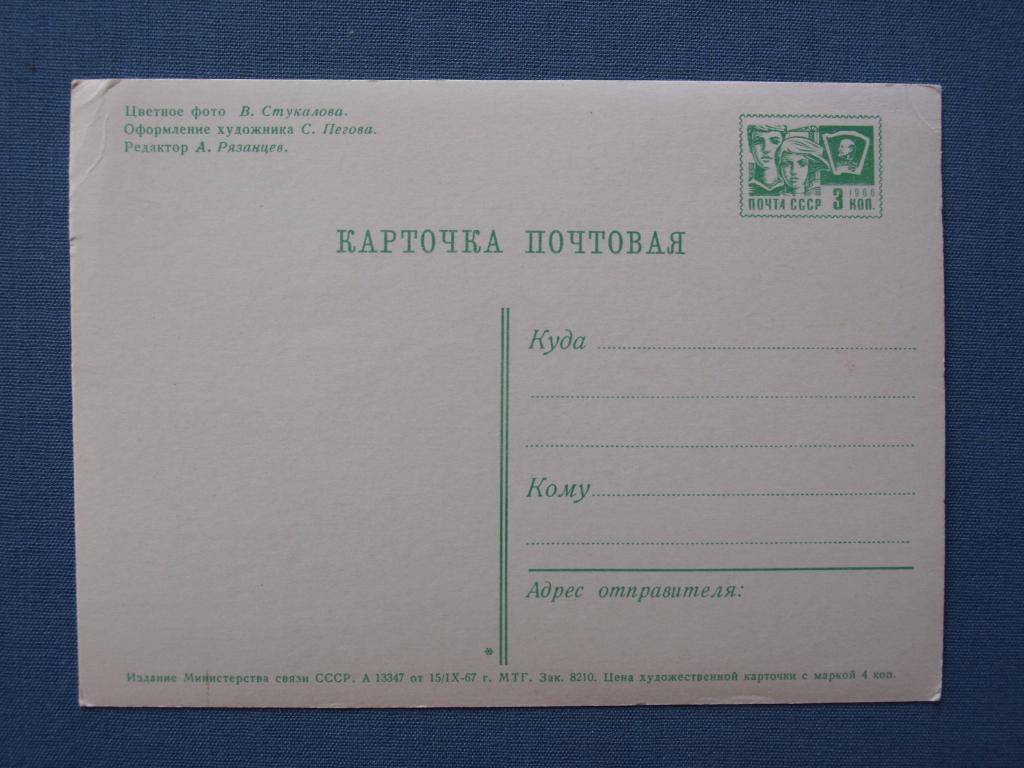 Цветное фото В. Стукалова.
Оформление художника С. Пегова.
Редактор А. Рязанцев.
1966
ПОЧТА СССР 3 КОП.
КАРТОЧКА ПОЧТОВАЯ
Куда
Кому
Адрес отправителя:
*
Издание Министерства связи СССР. А 13347 от 15/IX-67 г. МТГ. Зак. 8210. Цена художественной карточки с маркой 4 коп.